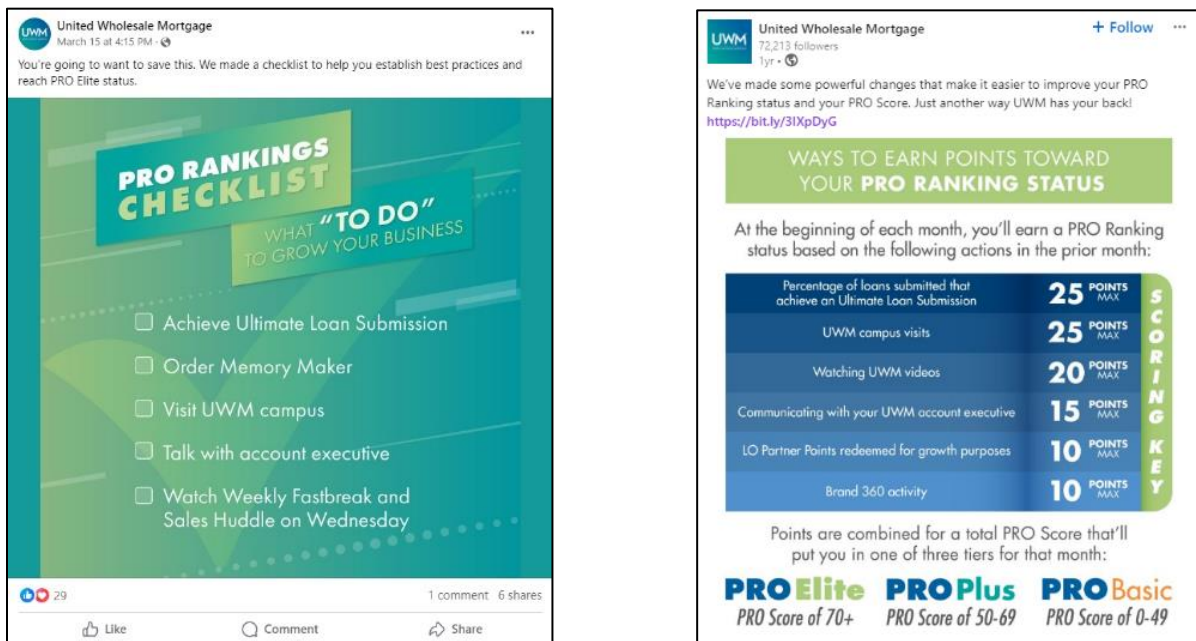 UWM
United Wholesale Mortgage
March 15 at 4:15 PM ·
You're going to want to save this. We made a checklist to help you establish best practices and
reach PRO Elite status.
PRO RANKINGS
CHECKLIST
WHAT "TO DO"
TO GROW YOUR BUSINESS
Achieve Ultimate Loan Submission
Order Memory Maker
Visit UWM campus
Talk with account executive
Watch Weekly Fastbreak and
Sales Huddle on Wednesday
29
1 comment 6 shares
Like
Comment
Share
UWM
United Wholesale Mortgage
+ Follow
72,213 followers
1yr •
We've made some powerful changes that make it easier to improve your PRO
Ranking status and your PRO Score. Just another way UWM has your back!
https://bit.ly/3IXpDyG
WAYS TO EARN POINTS TOWARD
YOUR PRO RANKING STATUS
At the beginning of each month, you'll earn a PRO Ranking
status based on the following actions in the prior month:
Percentage of loans submitted that
achieve an Ultimate Loan Submission
25 POINTS MAX
UWM campus visits
25 POINTS MAX
Watching UWM videos
20 POINTS MAX
Communicating with your UWM account executive
15 POINTS MAX
LO Partner Points redeemed for growth purposes
10 POINTS MAX
Brand 360 activity
10 POINTS MAX
SCORING KEY
Points are combined for a total PRO Score that'll
put you in one of three tiers for that month:
PRO Elite PRO Plus PRO Basic
PRO Score of 70+ PRO Score of 50-69 PRO Score of 0-49